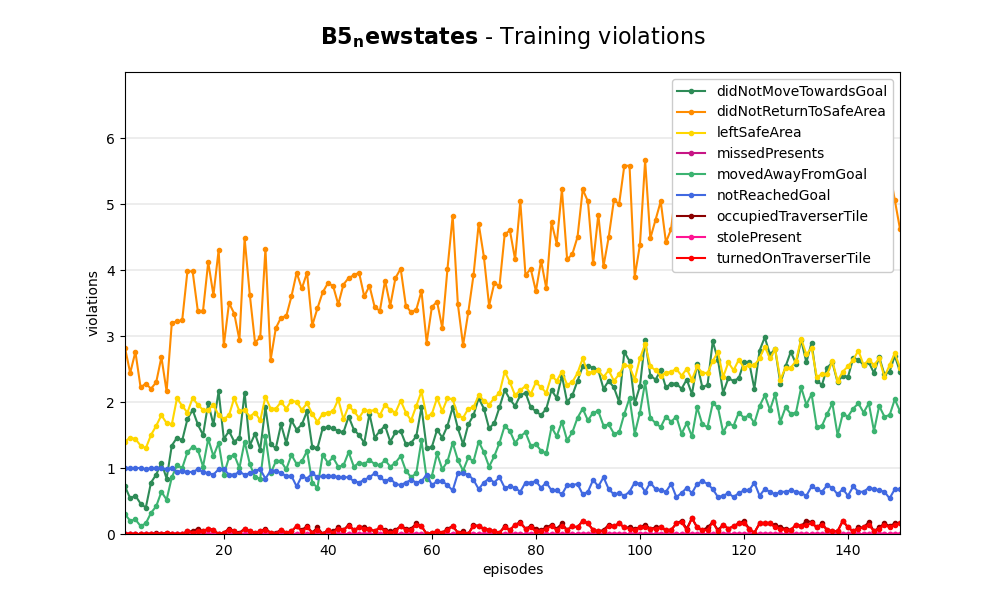 B5ₙewstates - Training violations
didNotMoveTowardsGoal
didNotReturnToSafeArea
leftSafeArea
missedPresents
movedAwayFromGoal
notReachedGoal
occupiedTraverserTile
stolePresent
turnedOnTraverserTile
violations
6
5
4
3
2
1
0
20 40 60 80 100 120 140
episodes